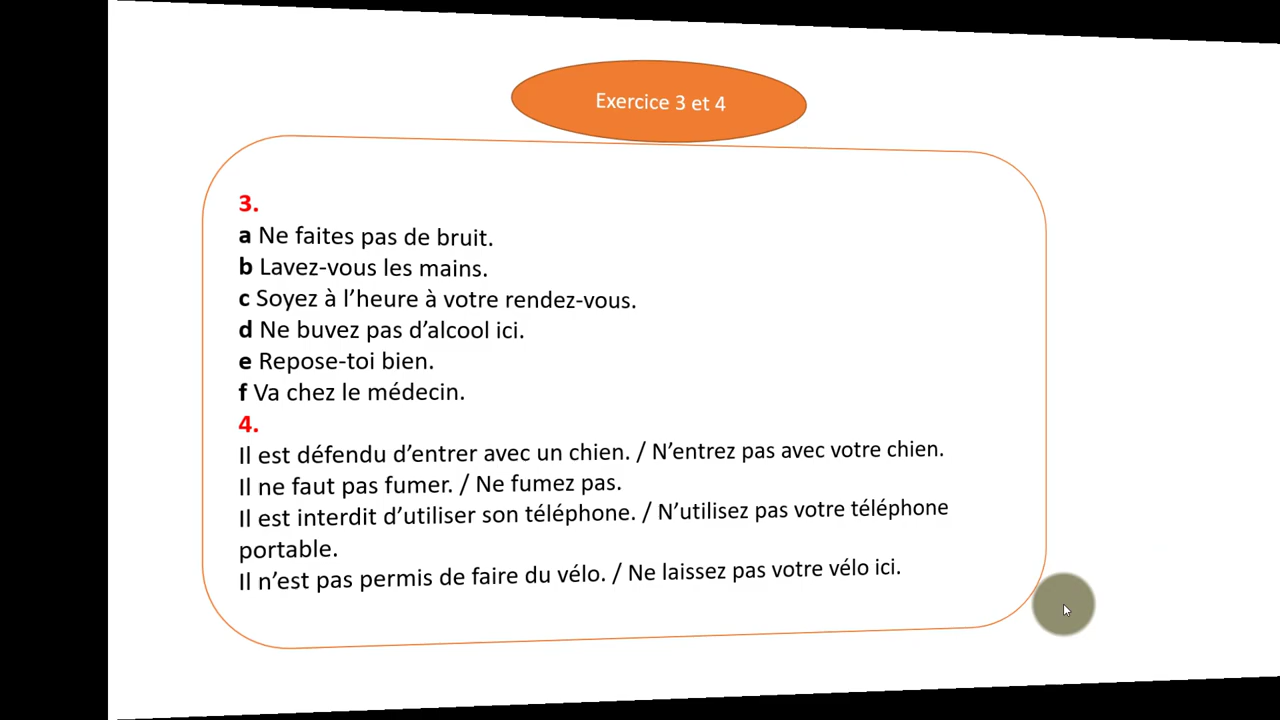 Exercice 3 et 4
3.
a Ne faites pas de bruit.
b Lavez-vous les mains.
c Soyez à l’heure à votre rendez-vous.
d Ne buvez pas d’alcool ici.
e Repose-toi bien.
f Va chez le médecin.
4.
Il est défendu d’entrer avec un chien. / N’entrez pas avec votre chien.
Il ne faut pas fumer. / Ne fumez pas.
Il est interdit d’utiliser son téléphone. / N’utilisez pas votre téléphone
portable.
Il n’est pas permis de faire du vélo. / Ne laissez pas votre vélo ici.